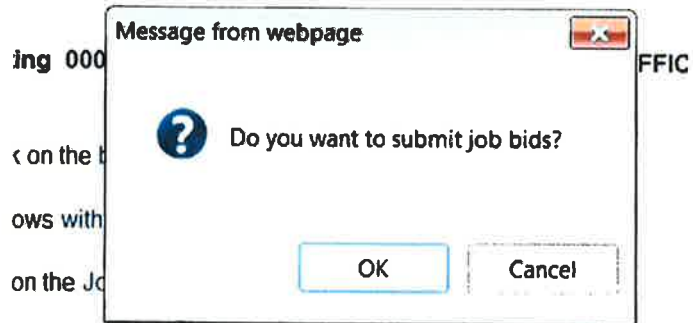 Message from webpage
ing 000
FFIC
Do you want to submit job bids?
on the
ows with
OK Cancel
on the Jo